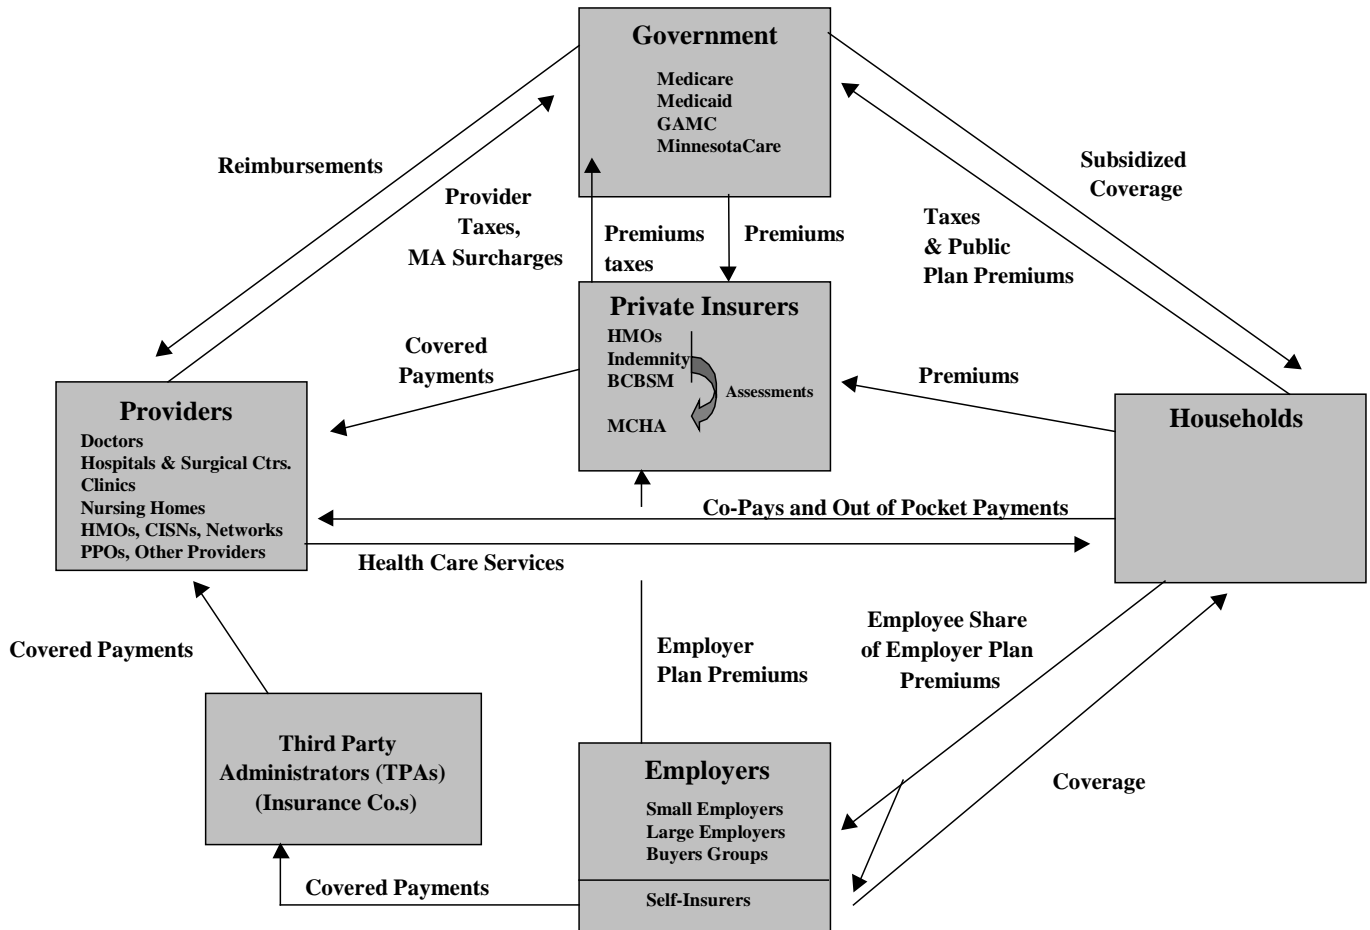 Government
Medicare
Medicaid
GAMC
MinnesotaCare
Reimbursements
Provider
Taxes,
MA Surcharges
Premiums
taxes
Premiums
Taxes
& Public
Plan Premiums
Subsidized
Coverage
Private Insurers
HMOs
Indemnity
BCBSM
MCHA
Assessments
Covered
Payments
Premiums
Providers
Doctors
Hospitals & Surgical Ctrs.
Clinics
Nursing Homes
HMOs, CISNs, Networks
PPOs, Other Providers
Households
Co-Pays and Out of Pocket Payments
Health Care Services
Covered Payments
Employer
Plan Premiums
Employee Share
of Employer Plan
Premiums
Third Party
Administrators (TPAs)
(Insurance Co.s)
Employers
Small Employers
Large Employers
Buyers Groups
Self-Insurers
Coverage
Covered Payments